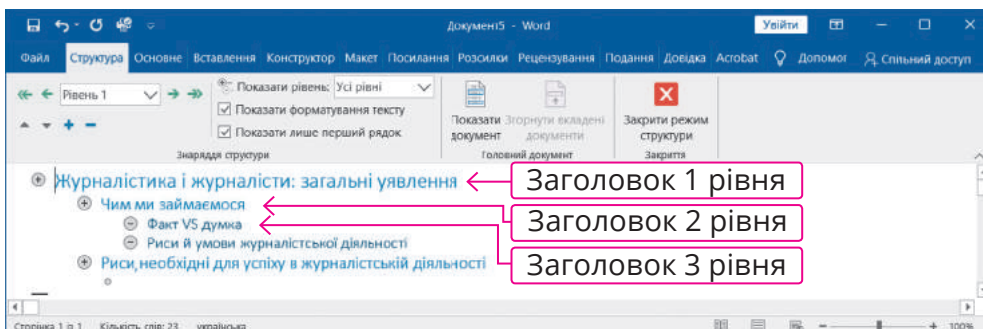 Документ5 - Word
Увійти
Файл Структура Основне Вставлення Конструктор Макет Посилання Розсилки Рецензування Подання Довідка Acrobat Допомог Спільний доступ
Рівень 1
Показати рівень: Усі рівні
Показати форматування тексту
Показати лише перший рядок
Знаряддя структури
Показати документ
Згорнути вкладені документи
Головний документ
Закрити режим структури
Закриття
Журналістика і журналісти: загальні уявлення
Заголовок 1 рівня
Чим ми займаємося
Заголовок 2 рівня
Факт VS думка
Риси й умови журналістської діяльності
Заголовок 3 рівня
Риси, необхідні для успіху в журналістській діяльності
Сторінка 1 із 1 Кількість слів: 23 українська 100%